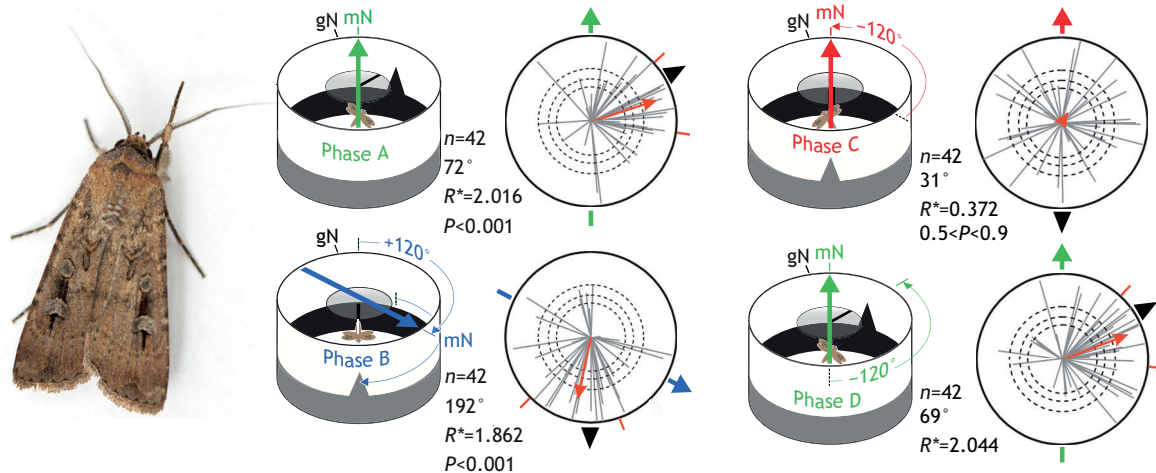 gN mN
Phase A
n=42
72°
R*=2.016
P<0.001
gN
+120°
mN
Phase B
n=42
192°
R*=1.862
P<0.001
gN mN
−120°
Phase C
n=42
31°
R*=0.372
0.5<P<0.9
gN mN
−120°
Phase D
n=42
69°
R*=2.044